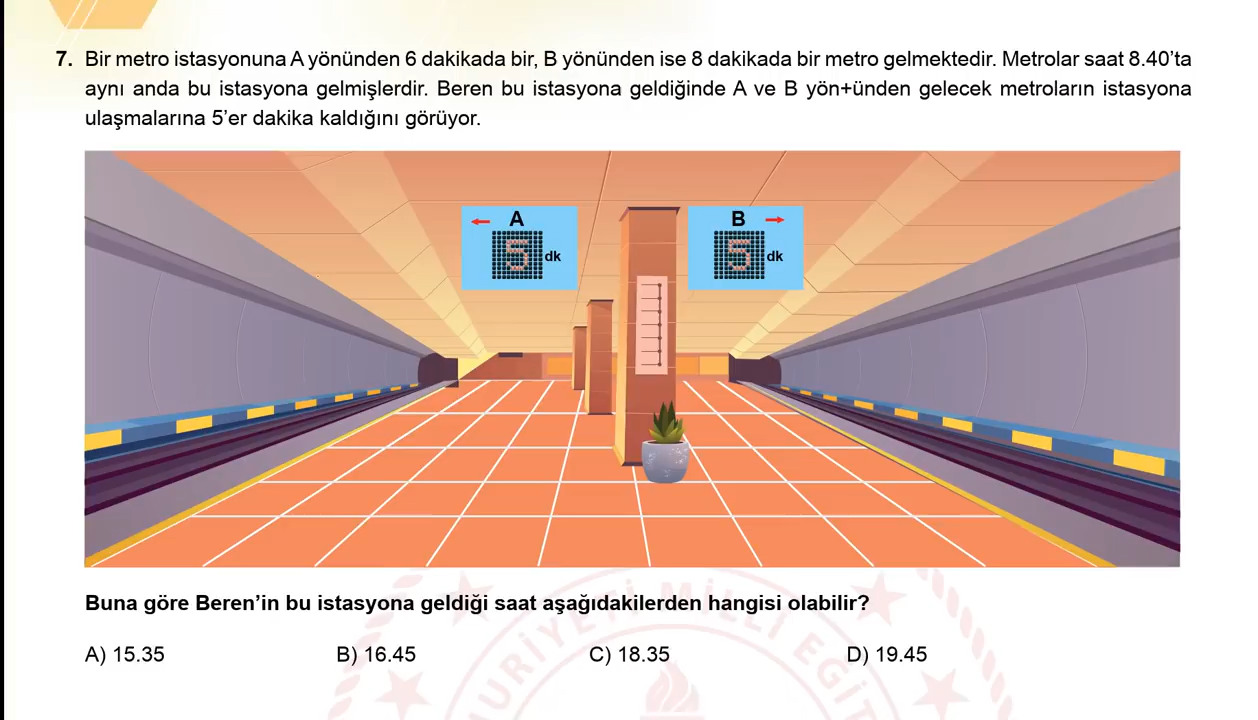 7. Bir metro istasyonuna A yönünden 6 dakikada bir, B yönünden ise 8 dakikada bir metro gelmektedir. Metrolar saat 8.40’ta
aynı anda bu istasyona gelmişlerdir. Beren bu istasyona geldiğinde A ve B yön+ünden gelecek metroların istasyona
ulaşmalarına 5’er dakika kaldığını görüyor.
A B
5 dk 5 dk
Buna göre Beren’in bu istasyona geldiği saat aşağıdakilerden hangisi olabilir?
A) 15.35 B) 16.45 C) 18.35 D) 19.45